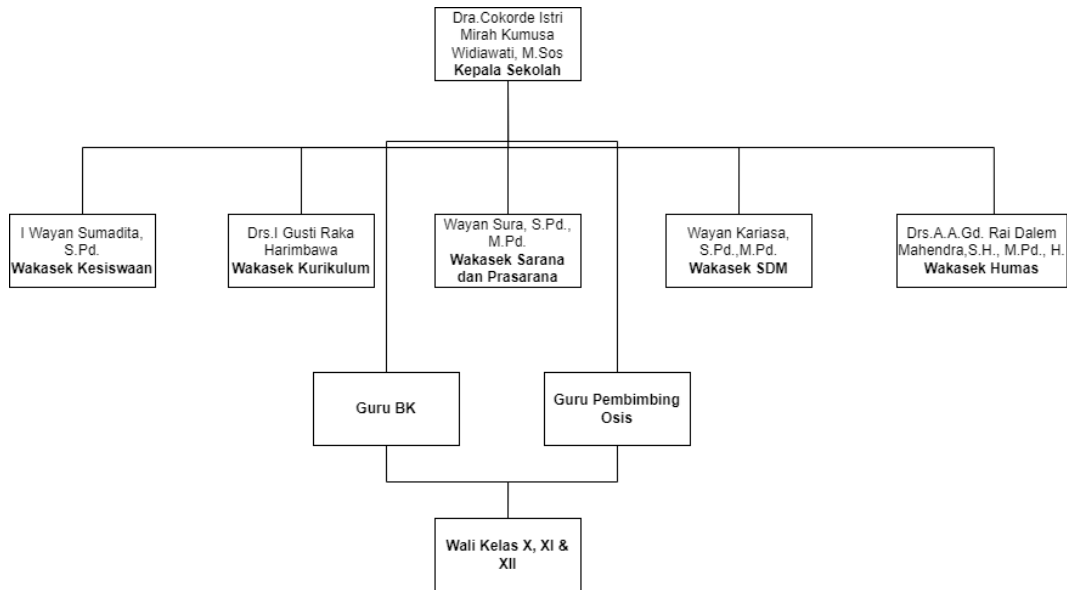 Dra.Cokorde Istri
Mirah Kumusa
Widiawati, M.Sos
Kepala Sekolah
I Wayan Sumadita,
S.Pd.
Wakasek Kesiswaan
Drs.I Gusti Raka
Harimbawa
Wakasek Kurikulum
Wayan Sura, S.Pd.,
M.Pd.
Wakasek Sarana
dan Prasarana
Wayan Kariasa,
S.Pd.,M.Pd.
Wakasek SDM
Drs.A.A.Gd. Rai Dalem
Mahendra,S.H., M.Pd., H.
Wakasek Humas
Guru BK
Guru Pembimbing
Osis
Wali Kelas X, XI &
XII